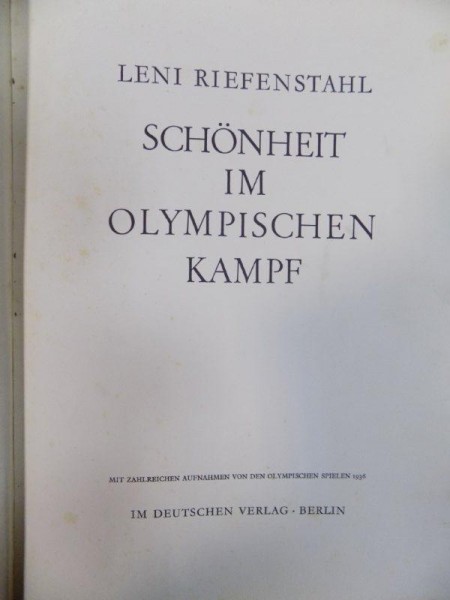 LENI RIEFENSTAHL
SCHÖNHEIT
IM
OLYMPISCHEN
KAMPF
MIT ZAHLREICHEN AUFNAHMEN VON DEN OLYMPISCHEN SPIELEN 1936
IM DEUTSCHEN VERLAG · BERLIN